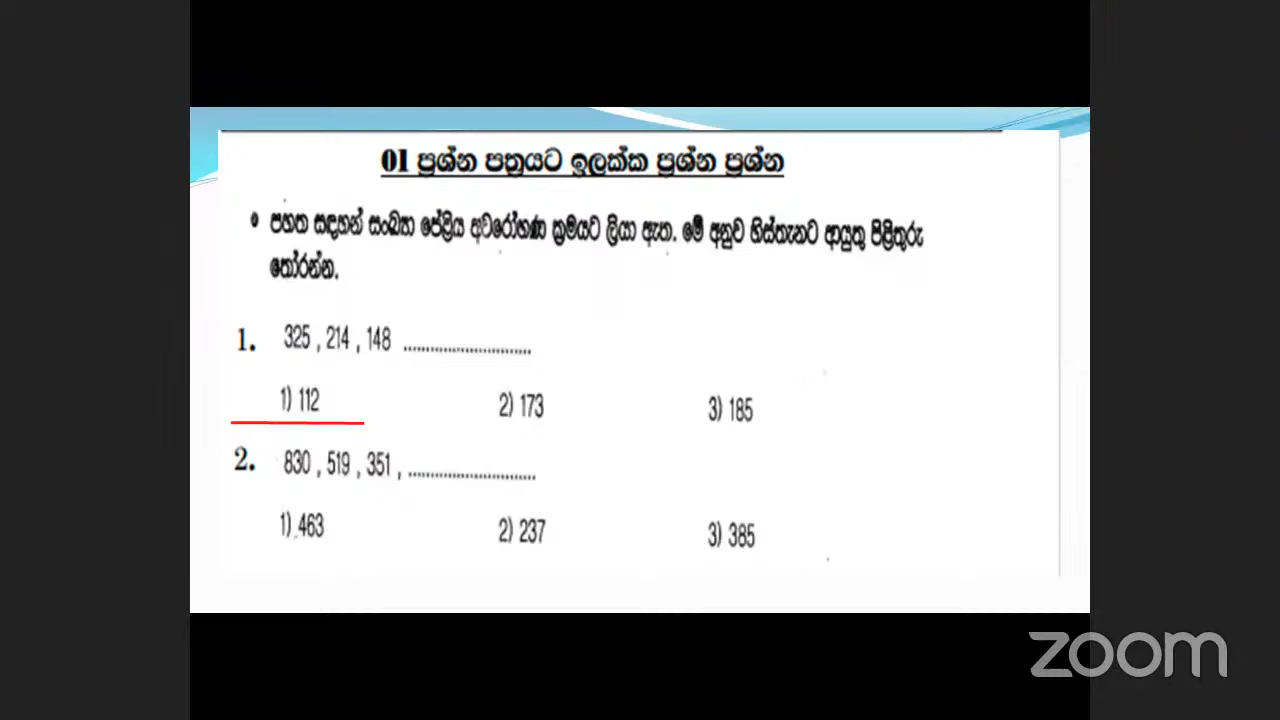 01 ප්‍රශ්න පත්‍රයට ඉලක්ක ප්‍රශ්න ප්‍රශ්න
• පහත සඳහන් සංඛ්‍යා පේළිය අවරෝහණ ක්‍රමයට ලියා ඇත. මේ අනුව හිස්තැනට ආයුතු පිළිතුරු
තෝරන්න.
1. 325 , 214 , 148 ..............................
1) 112 2) 173 3) 185
2. 830 , 519 , 351 , ..............................
1) 463 2) 237 3) 385
zoom